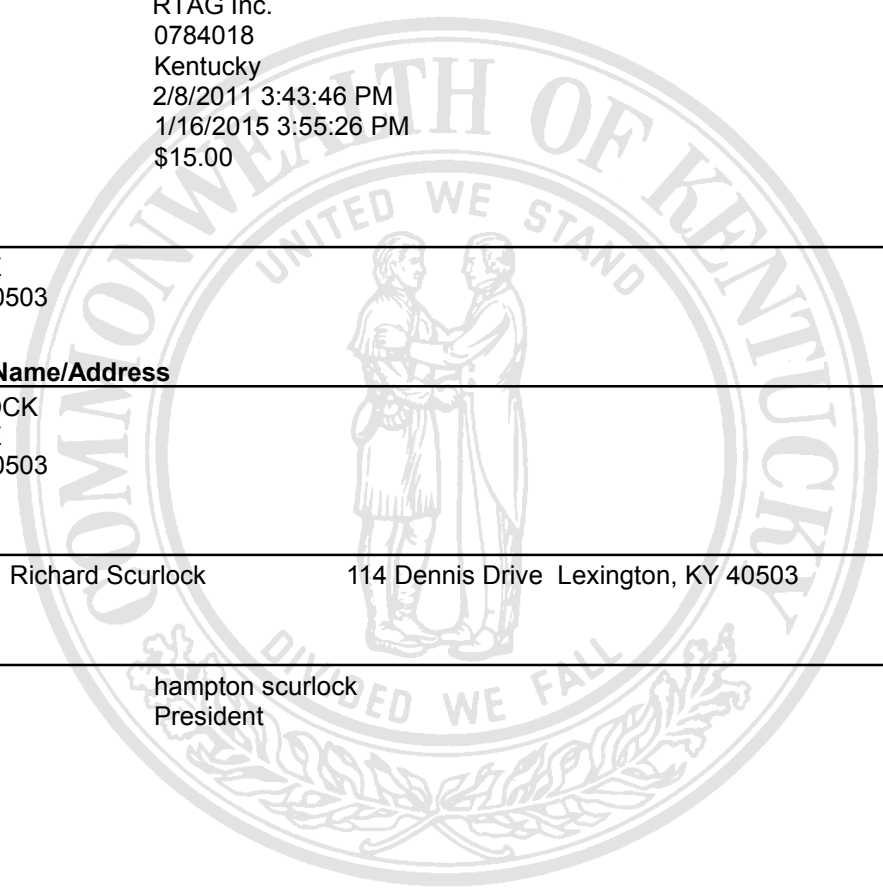 RTAG Inc.
0784018
Kentucky
2/8/2011 3:43:46 PM
1/16/2015 3:55:26 PM
$15.00
0503
Name/Address
OCK
0503
Richard Scurlock 114 Dennis Drive Lexington, KY 40503
hampton scurlock
President
COMMONWEALTH OF KENTUCKY
UNITED WE STAND
DIVIDED WE FALL